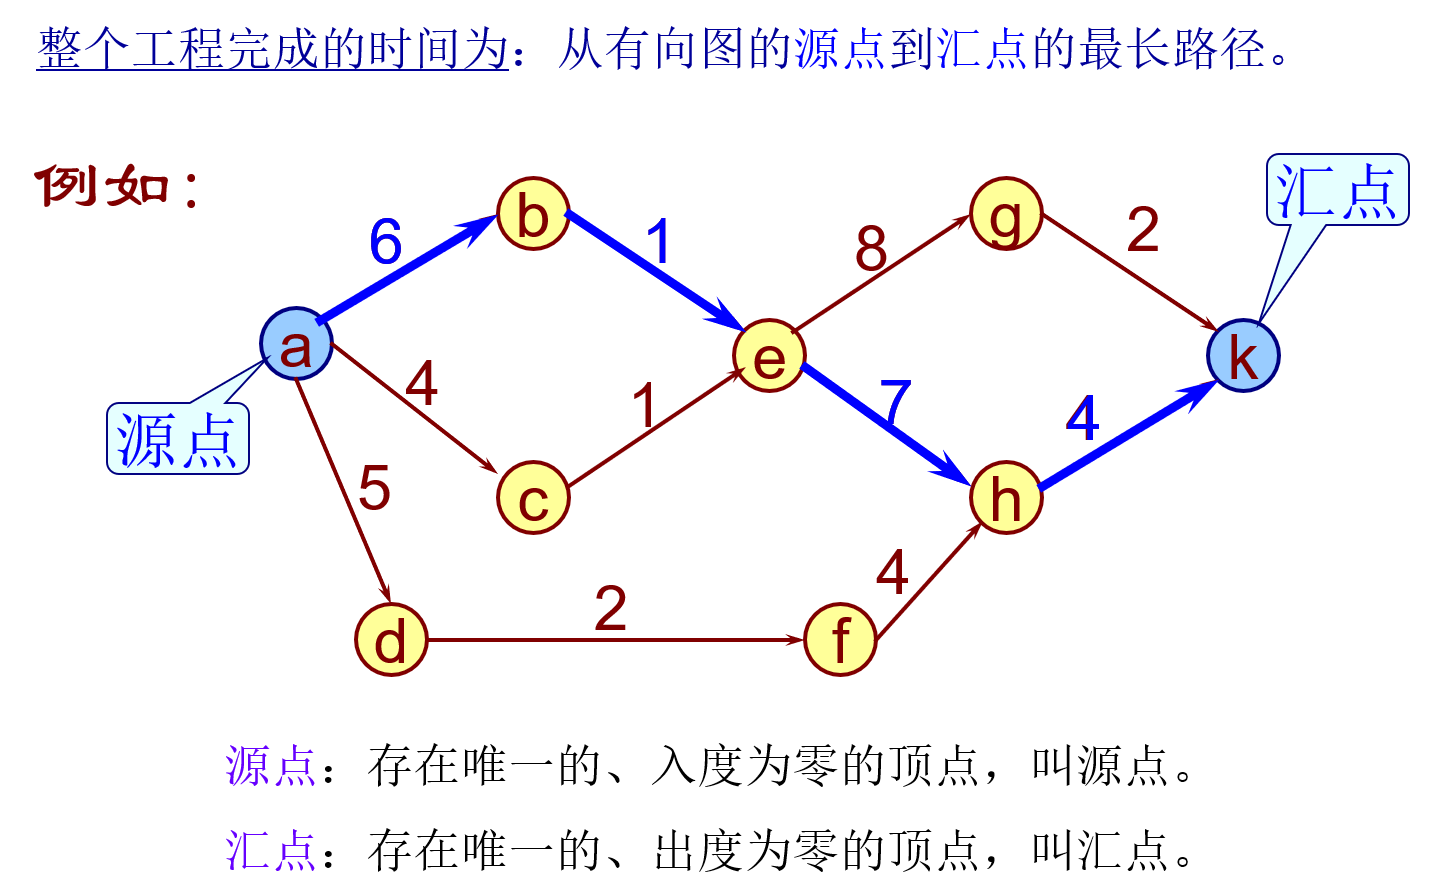 整个工程完成的时间为：从有向图的源点到汇点的最长路径。
例如：
汇点
b
g
6
1
8
2
a
e
k
4
1
7
4
源点
5
c
h
2
4
d
f
源点：存在唯一的、入度为零的顶点，叫源点。
汇点：存在唯一的、出度为零的顶点，叫汇点。